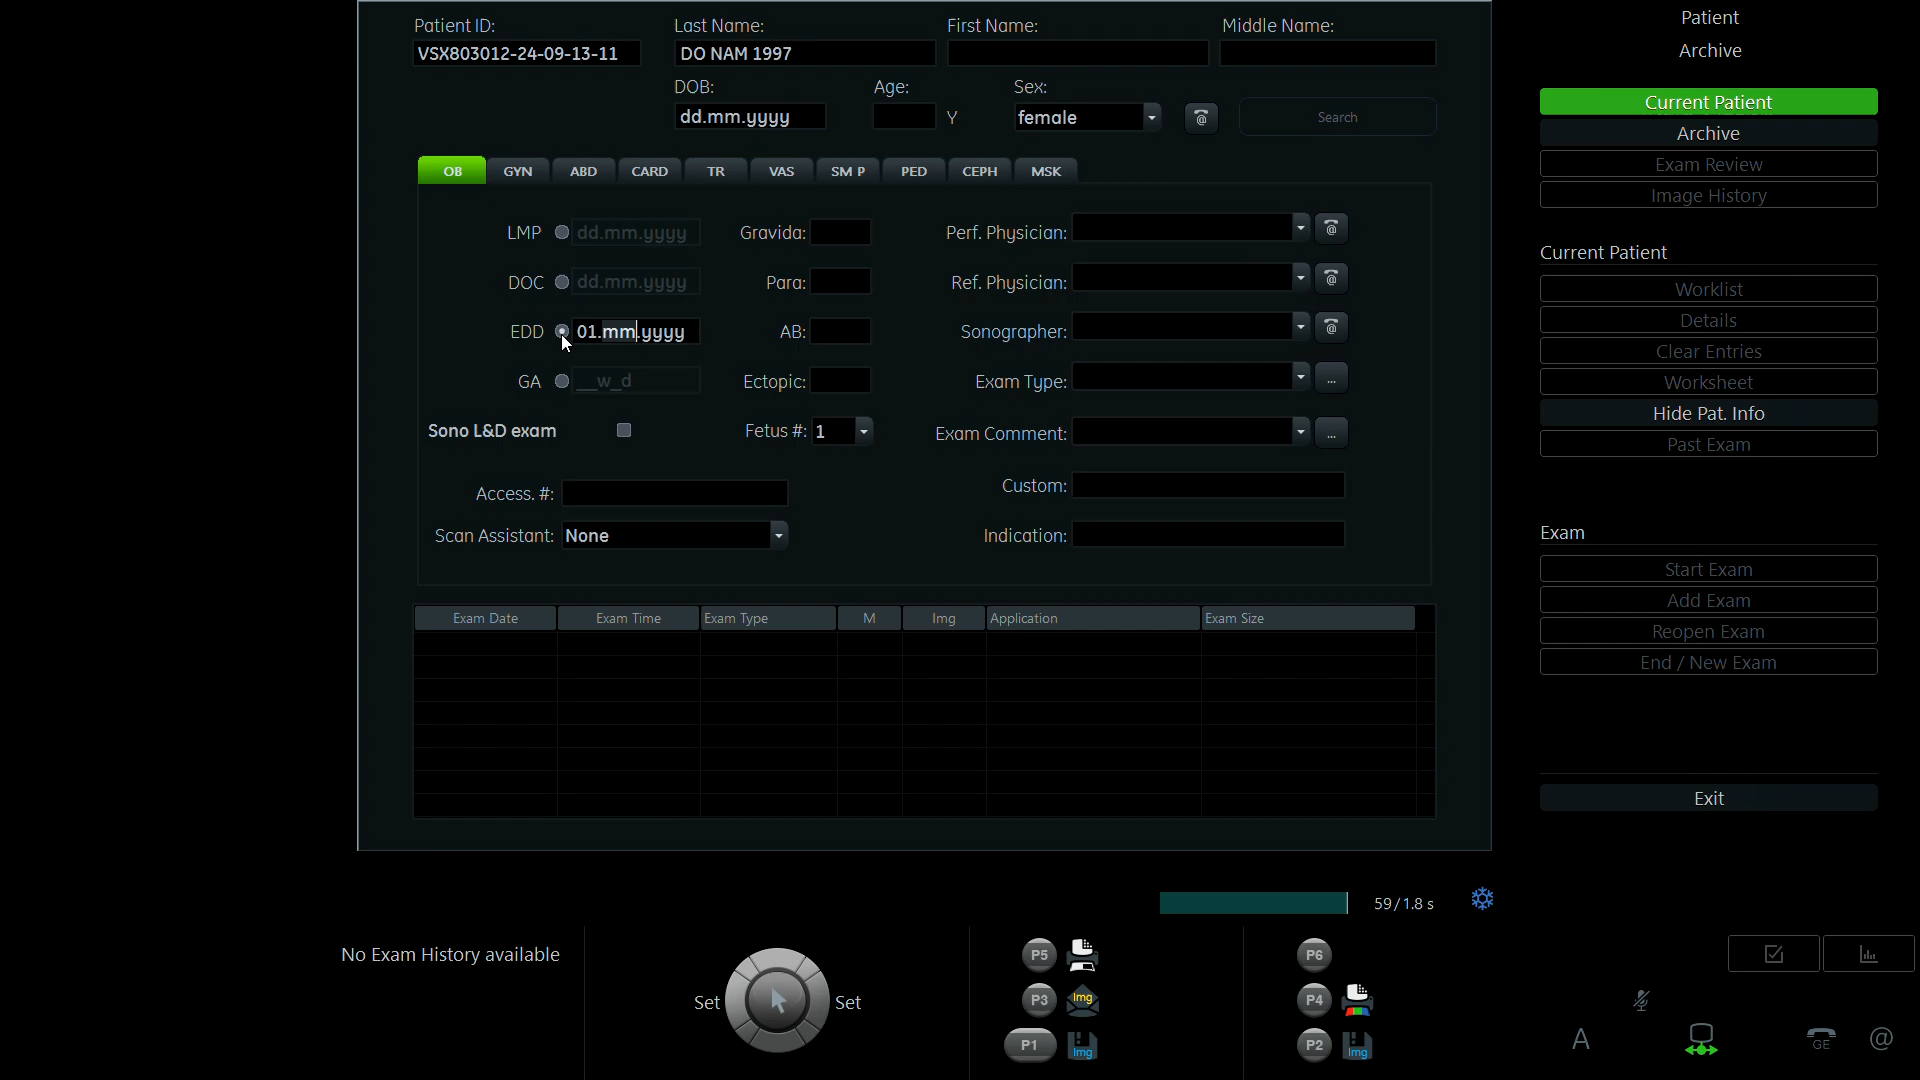 Patient ID: Last Name: First Name: Middle Name:
VSX803012-24-09-13-11 DO NAM 1997
DOB: Age: Sex:
dd.mm.yyyy Y female @ Search
OB GYN ABD CARD TR VAS SM P PED CEPH MSK
LMP dd.mm.yyyy Gravida: Perf. Physician: @
DOC dd.mm.yyyy Para: Ref. Physician: @
EDD 01.mm.yyyy AB: Sonographer: @
GA __w_d Ectopic: Exam Type: ...
Sono L&D exam Fetus #: 1 Exam Comment: ...
Access. #: Custom:
Scan Assistant: None Indication:
Exam Date Exam Time Exam Type M Img Application Exam Size
Patient
Archive
Current Patient
Archive
Exam Review
Image History
Current Patient
Worklist
Details
Clear Entries
Worksheet
Hide Pat. Info
Past Exam
Exam
Start Exam
Add Exam
Reopen Exam
End / New Exam
Exit
59/1.8 s
No Exam History available
Set Set
P5 P6
P3 Img P4
P1 Img P2 Img
A GE @